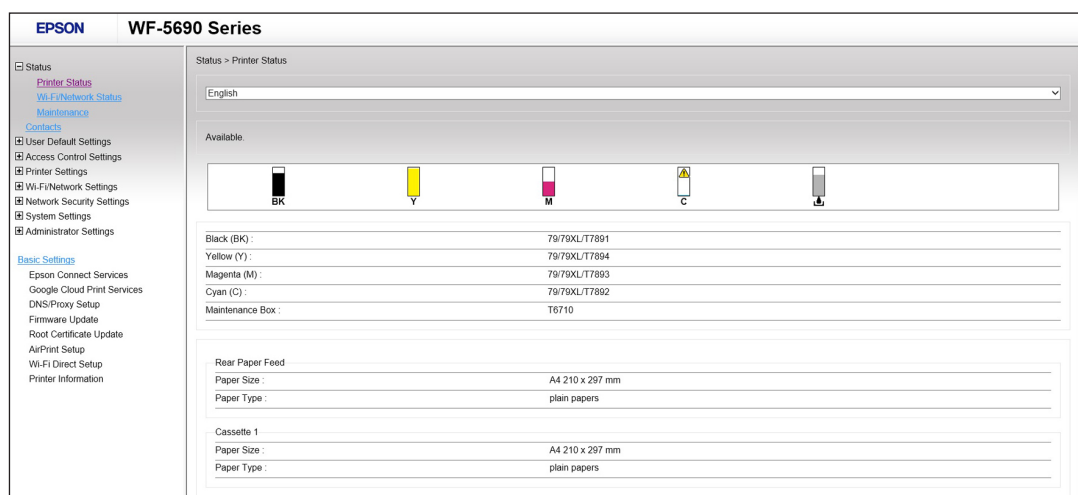 EPSON WF-5690 Series
Status
Printer Status
Wi-Fi/Network Status
Maintenance
Contacts
User Default Settings
Access Control Settings
Printer Settings
Wi-Fi/Network Settings
Network Security Settings
System Settings
Administrator Settings
Basic Settings
Epson Connect Services
Google Cloud Print Services
DNS/Proxy Setup
Firmware Update
Root Certificate Update
AirPrint Setup
Wi-Fi Direct Setup
Printer Information
Status > Printer Status
English
Available.
BK Y M C
Black (BK) : 79/79XL/T7891
Yellow (Y) : 79/79XL/T7894
Magenta (M) : 79/79XL/T7893
Cyan (C) : 79/79XL/T7892
Maintenance Box : T6710
Rear Paper Feed
Paper Size : A4 210 x 297 mm
Paper Type : plain papers
Cassette 1
Paper Size : A4 210 x 297 mm
Paper Type : plain papers